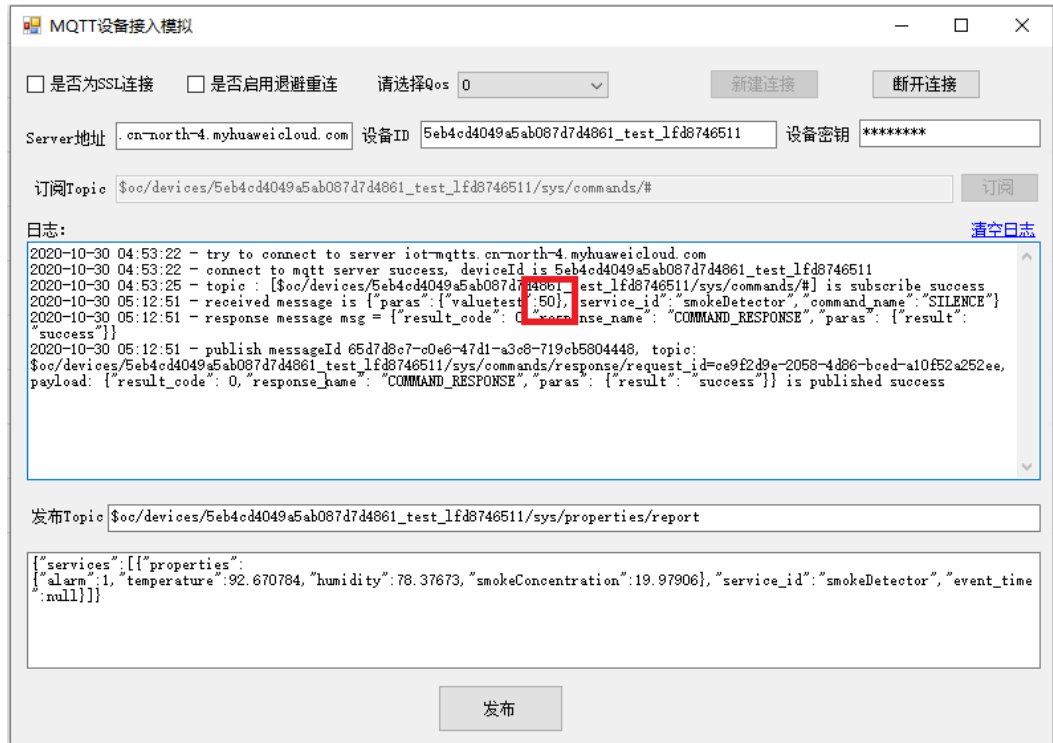 MQTT设备接入模拟
是否为SSL连接 是否启用退避重连 请选择Qos 0 新建连接 断开连接
Server地址 .cn-north-4.myhuaweicloud.com 设备ID 5eb4cd4049a5ab087d7d4861_test_lfd8746511 设备密钥 ********
订阅Topic $oc/devices/5eb4cd4049a5ab087d7d4861_test_lfd8746511/sys/commands/# 订阅
日志: 清空日志
2020-10-30 04:53:22 - try to connect to server iot-mqtts.cn-north-4.myhuaweicloud.com
2020-10-30 04:53:22 - connect to mqtt server success, deviceId is 5eb4cd4049a5ab087d7d4861_test_lfd8746511
2020-10-30 04:53:25 - topic : [$oc/devices/5eb4cd4049a5ab087d7d4861_test_lfd8746511/sys/commands/#] is subscribe success
2020-10-30 05:12:51 - received message is {"paras":{"valuetest":50},"service_id":"smokeDetector","command_name":"SILENCE"}
2020-10-30 05:12:51 - response message msg = {"result_code": 0,"response_name": "COMMAND_RESPONSE","paras": {"result":
"success"}}
2020-10-30 05:12:51 - publish messageId 65d7d8c7-c0e6-47d1-a3c8-719cb5804448, topic:
$oc/devices/5eb4cd4049a5ab087d7d4861_test_lfd8746511/sys/commands/response/request_id=ce9f2d9e-2058-4d86-bced-a10f52a252ee,
payload: {"result_code": 0,"response_name": "COMMAND_RESPONSE","paras": {"result": "success"}} is published success
发布Topic $oc/devices/5eb4cd4049a5ab087d7d4861_test_lfd8746511/sys/properties/report
{"services":[{"properties":
{"alarm":1,"temperature":92.670784,"humidity":78.37673,"smokeConcentration":19.97906},"service_id":"smokeDetector","event_time
":null}]}
发布